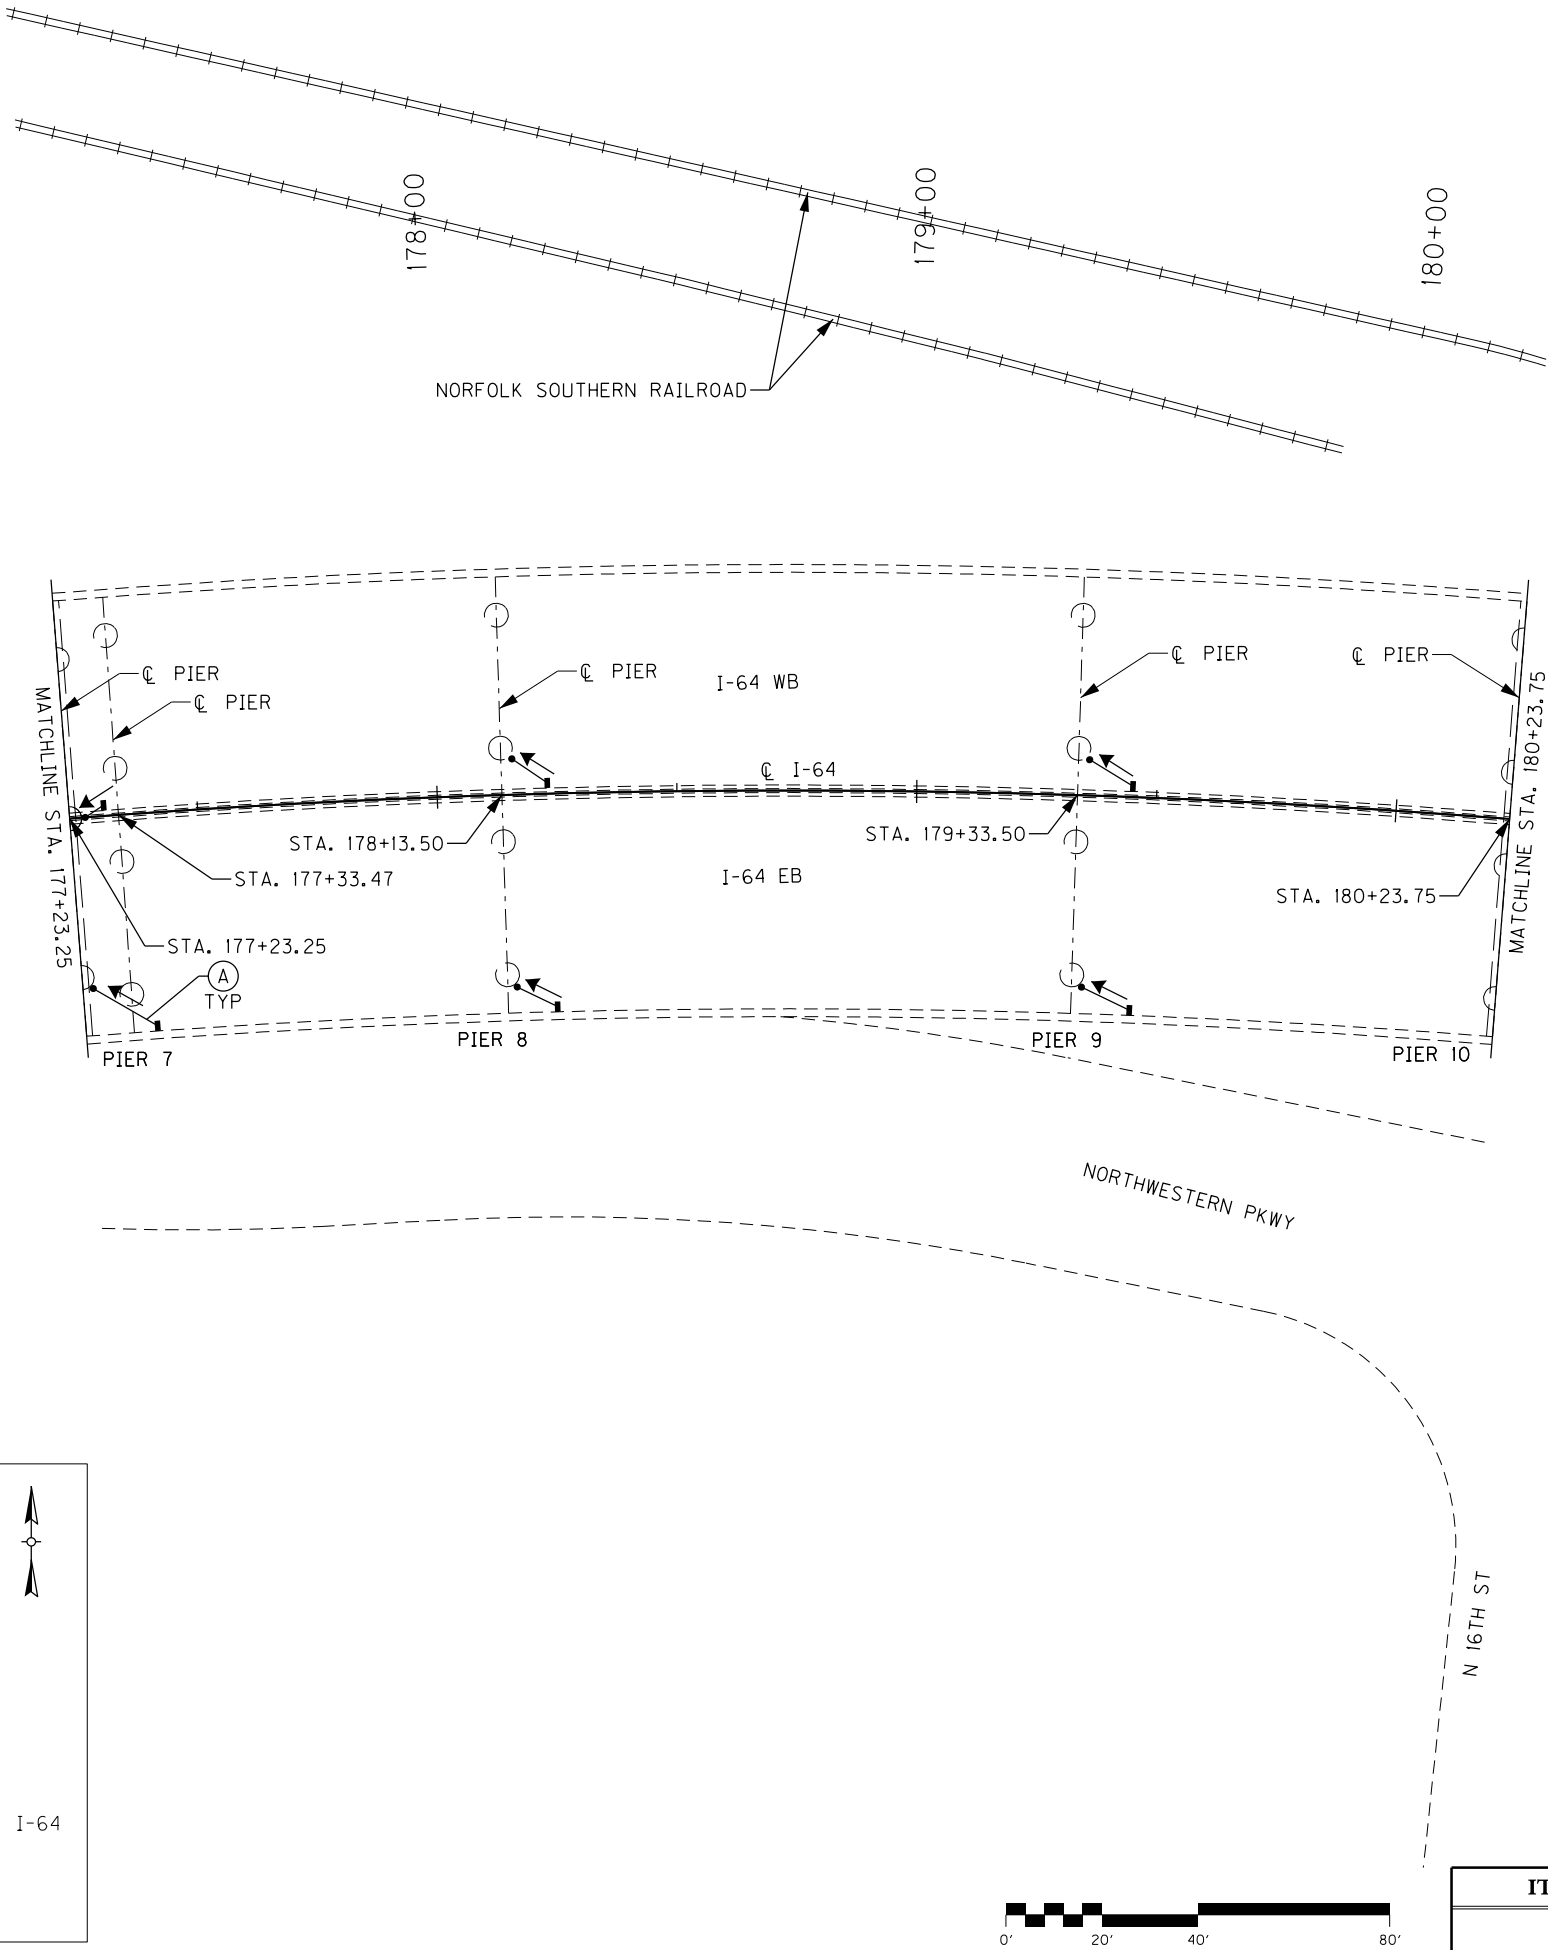 178+00
179+00
180+00
NORFOLK SOUTHERN RAILROAD
℄ PIER
℄ PIER
℄ PIER
I-64 WB
℄ PIER
℄ PIER
MATCHLINE STA. 177+23.25
MATCHLINE STA. 180+23.75
℄ I-64
STA. 178+13.50
STA. 179+33.50
STA. 177+33.47
I-64 EB
STA. 180+23.75
STA. 177+23.25
A
TYP
PIER 7
PIER 8
PIER 9
PIER 10
NORTHWESTERN PKWY
N 16TH ST
I-64
0' 20' 40' 80'